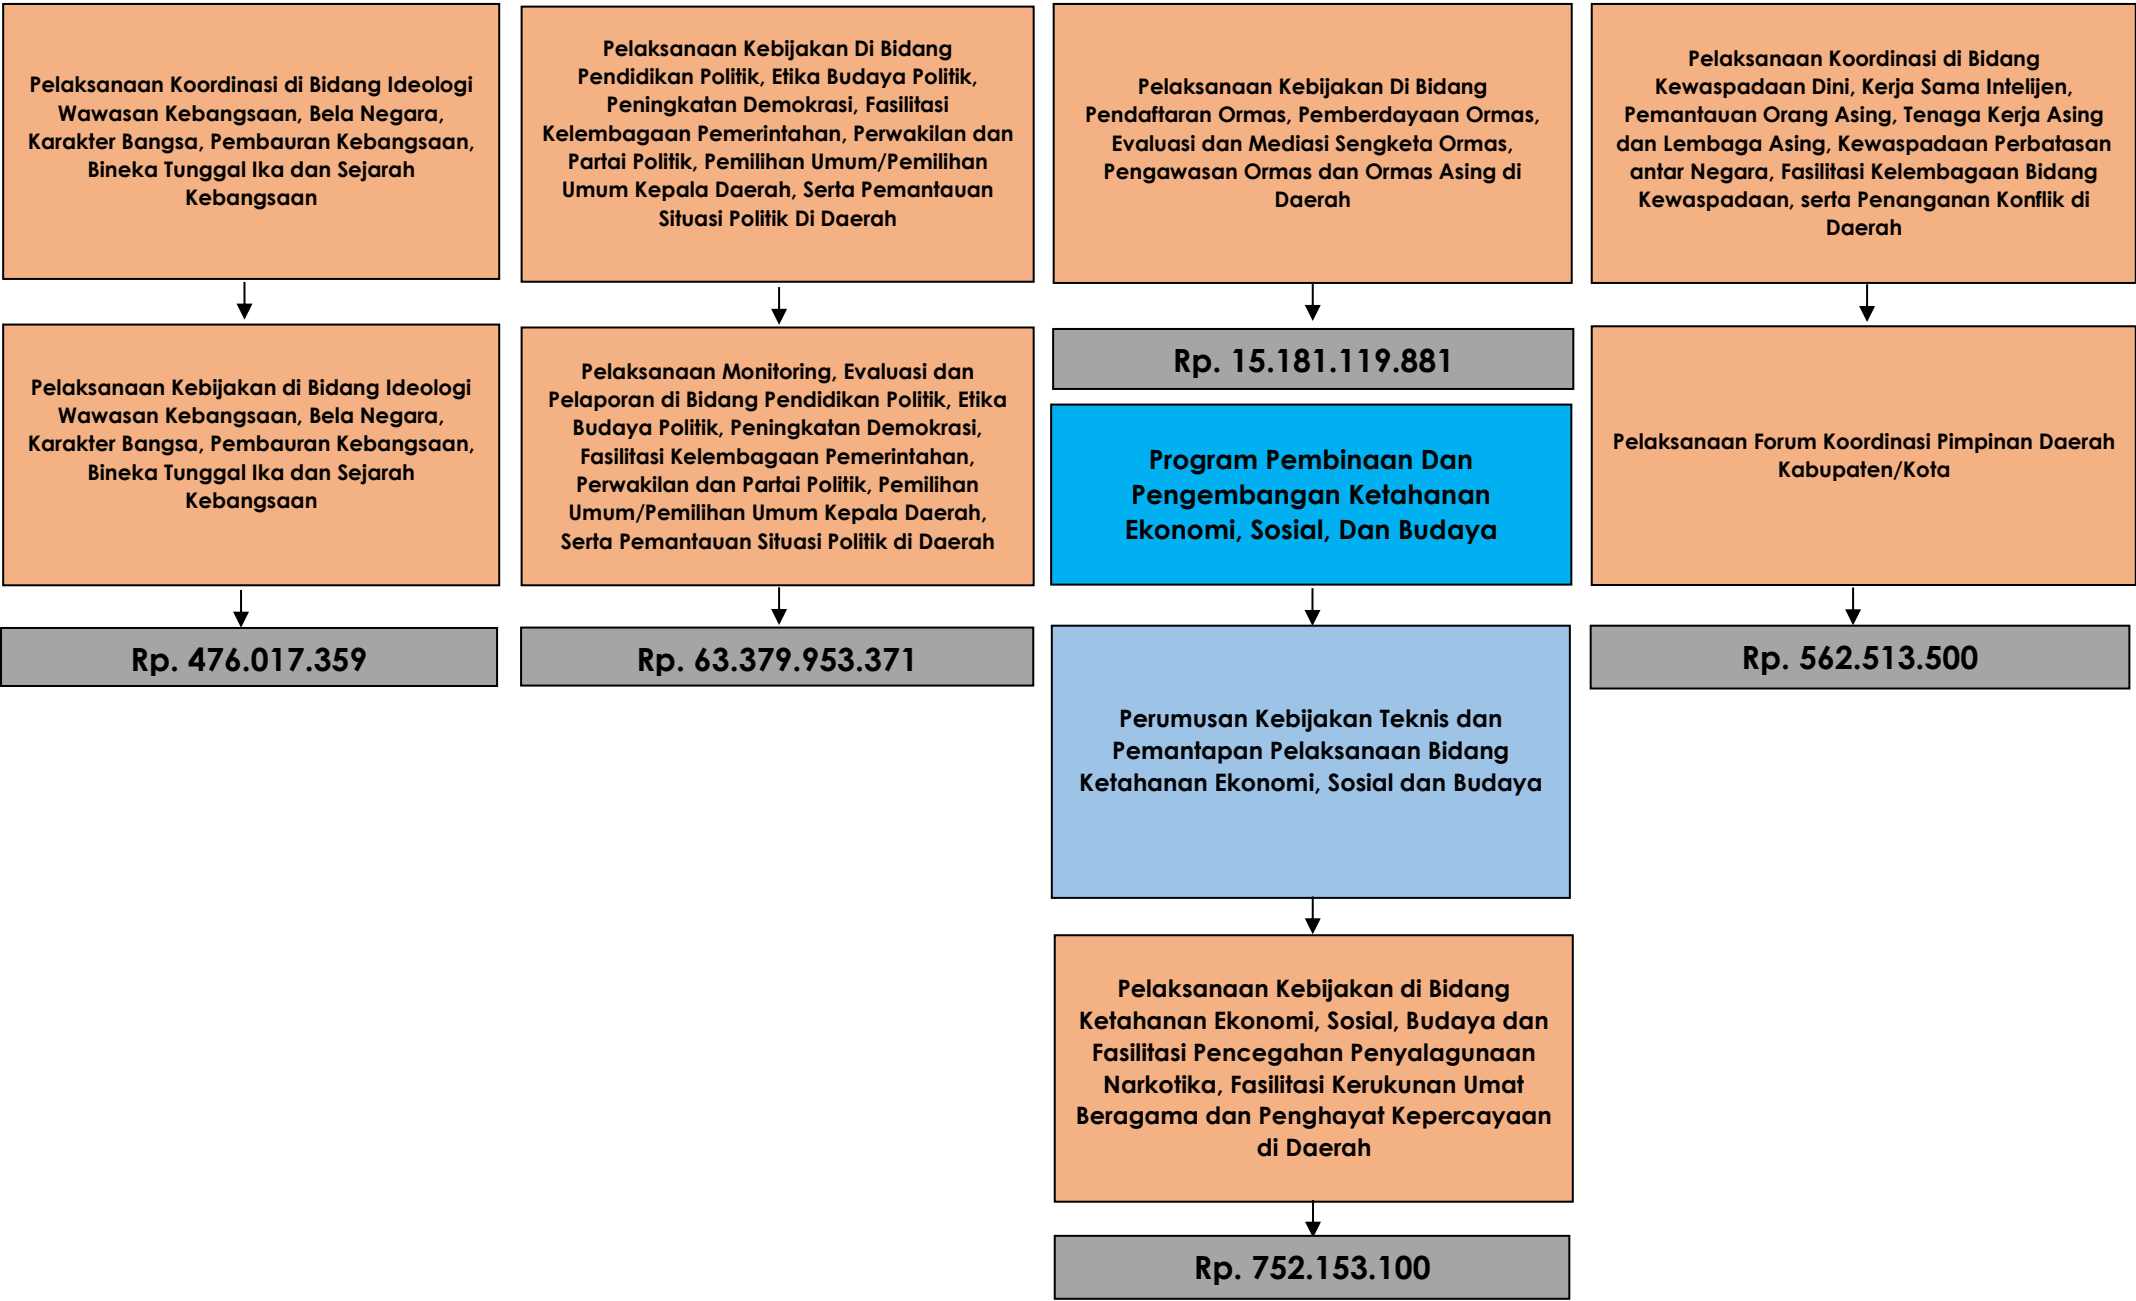 Pelaksanaan Koordinasi di Bidang Ideologi
Wawasan Kebangsaan, Bela Negara,
Karakter Bangsa, Pembauran Kebangsaan,
Bineka Tunggal Ika dan Sejarah
Kebangsaan
Pelaksanaan Kebijakan di Bidang Ideologi
Wawasan Kebangsaan, Bela Negara,
Karakter Bangsa, Pembauran Kebangsaan,
Bineka Tunggal Ika dan Sejarah
Kebangsaan
Rp. 476.017.359
Pelaksanaan Kebijakan Di Bidang
Pendidikan Politik, Etika Budaya Politik,
Peningkatan Demokrasi, Fasilitasi
Kelembagaan Pemerintahan, Perwakilan dan
Partai Politik, Pemilihan Umum/Pemilihan
Umum Kepala Daerah, Serta Pemantauan
Situasi Politik Di Daerah
Pelaksanaan Monitoring, Evaluasi dan
Pelaporan di Bidang Pendidikan Politik, Etika
Budaya Politik, Peningkatan Demokrasi,
Fasilitasi Kelembagaan Pemerintahan,
Perwakilan dan Partai Politik, Pemilihan
Umum/Pemilihan Umum Kepala Daerah,
Serta Pemantauan Situasi Politik di Daerah
Rp. 63.379.953.371
Pelaksanaan Kebijakan Di Bidang
Pendaftaran Ormas, Pemberdayaan Ormas,
Evaluasi dan Mediasi Sengketa Ormas,
Pengawasan Ormas dan Ormas Asing di
Daerah
Rp. 15.181.119.881
Program Pembinaan Dan
Pengembangan Ketahanan
Ekonomi, Sosial, Dan Budaya
Perumusan Kebijakan Teknis dan
Pemantapan Pelaksanaan Bidang
Ketahanan Ekonomi, Sosial dan Budaya
Pelaksanaan Kebijakan di Bidang
Ketahanan Ekonomi, Sosial, Budaya dan
Fasilitasi Pencegahan Penyalagunaan
Narkotika, Fasilitasi Kerukunan Umat
Beragama dan Penghayat Kepercayaan
di Daerah
Rp. 752.153.100
Pelaksanaan Koordinasi di Bidang
Kewaspadaan Dini, Kerja Sama Intelijen,
Pemantauan Orang Asing, Tenaga Kerja Asing
dan Lembaga Asing, Kewaspadaan Perbatasan
antar Negara, Fasilitasi Kelembagaan Bidang
Kewaspadaan, serta Penanganan Konflik di
Daerah
Pelaksanaan Forum Koordinasi Pimpinan Daerah
Kabupaten/Kota
Rp. 562.513.500